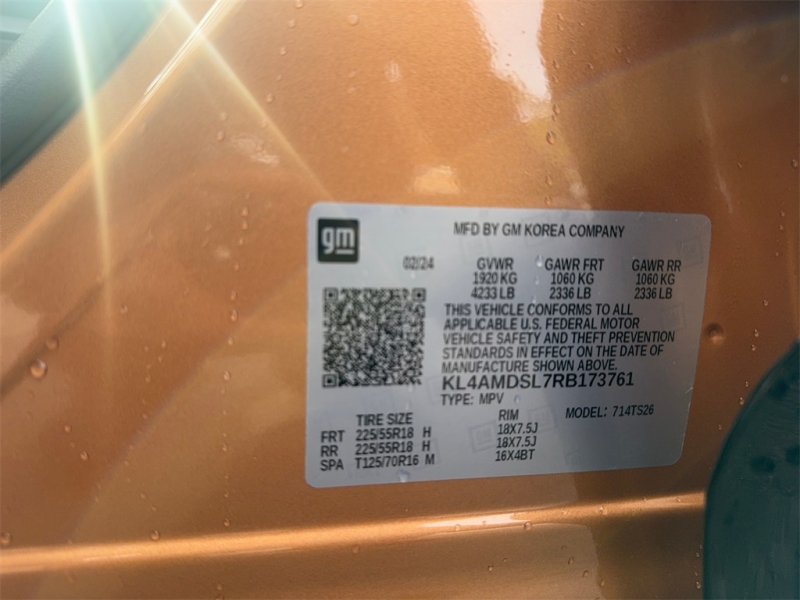 gm
MFD BY GM KOREA COMPANY
02/24 GVWR GAWR FRT GAWR RR
1920 KG 1060 KG 1060 KG
4233 LB 2336 LB 2336 LB
THIS VEHICLE CONFORMS TO ALL
APPLICABLE U.S. FEDERAL MOTOR
VEHICLE SAFETY AND THEFT PREVENTION
STANDARDS IN EFFECT ON THE DATE OF
MANUFACTURE SHOWN ABOVE.
KL4AMDSL7RB173761
TYPE: MPV MODEL: 714TS26
TIRE SIZE RIM
FRT 225/55R18 H 18X7.5J
RR 225/55R18 H 18X7.5J
SPA T125/70R16 M 16X4BT